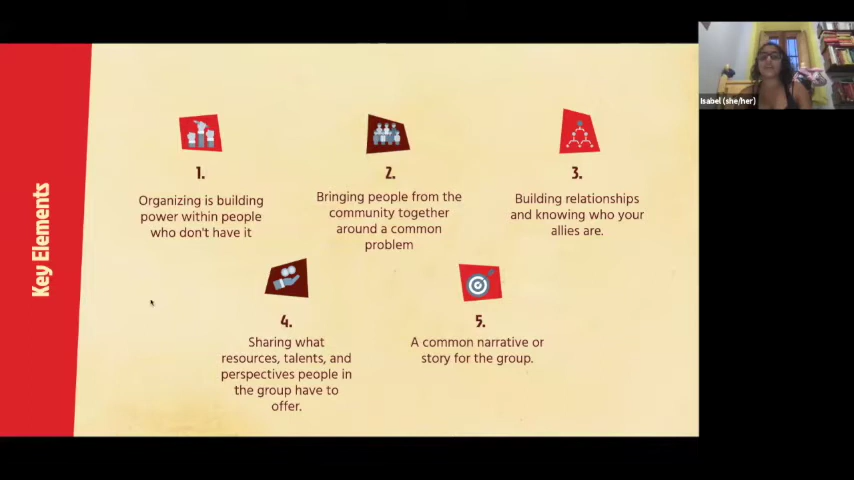 Key Elements
1.
Organizing is building
power within people
who don't have it
2.
Bringing people from the
community together
around a common
problem
3.
Building relationships
and knowing who your
allies are.
4.
Sharing what
resources, talents, and
perspectives people in
the group have to
offer.
5.
A common narrative or
story for the group.
Isabel (she/her)